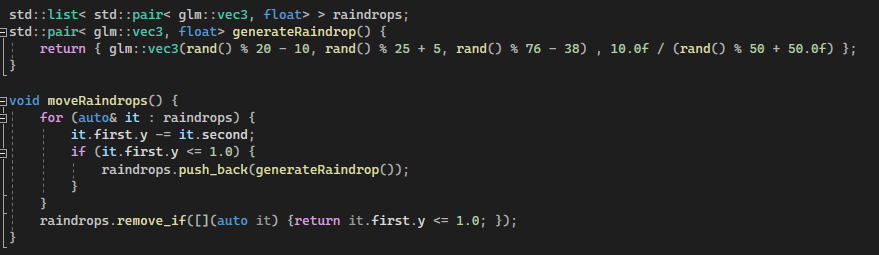 std::list< std::pair< glm::vec3, float> > raindrops;
std::pair< glm::vec3, float> generateRaindrop() {
    return { glm::vec3(rand() % 20 - 10, rand() % 25 + 5, rand() % 76 - 38) , 10.0f / (rand() % 50 + 50.0f) };
}

void moveRaindrops() {
    for (auto& it : raindrops) {
        it.first.y -= it.second;
        if (it.first.y <= 1.0) {
            raindrops.push_back(generateRaindrop());
        }
    }
    raindrops.remove_if([](auto it) {return it.first.y <= 1.0; });
}